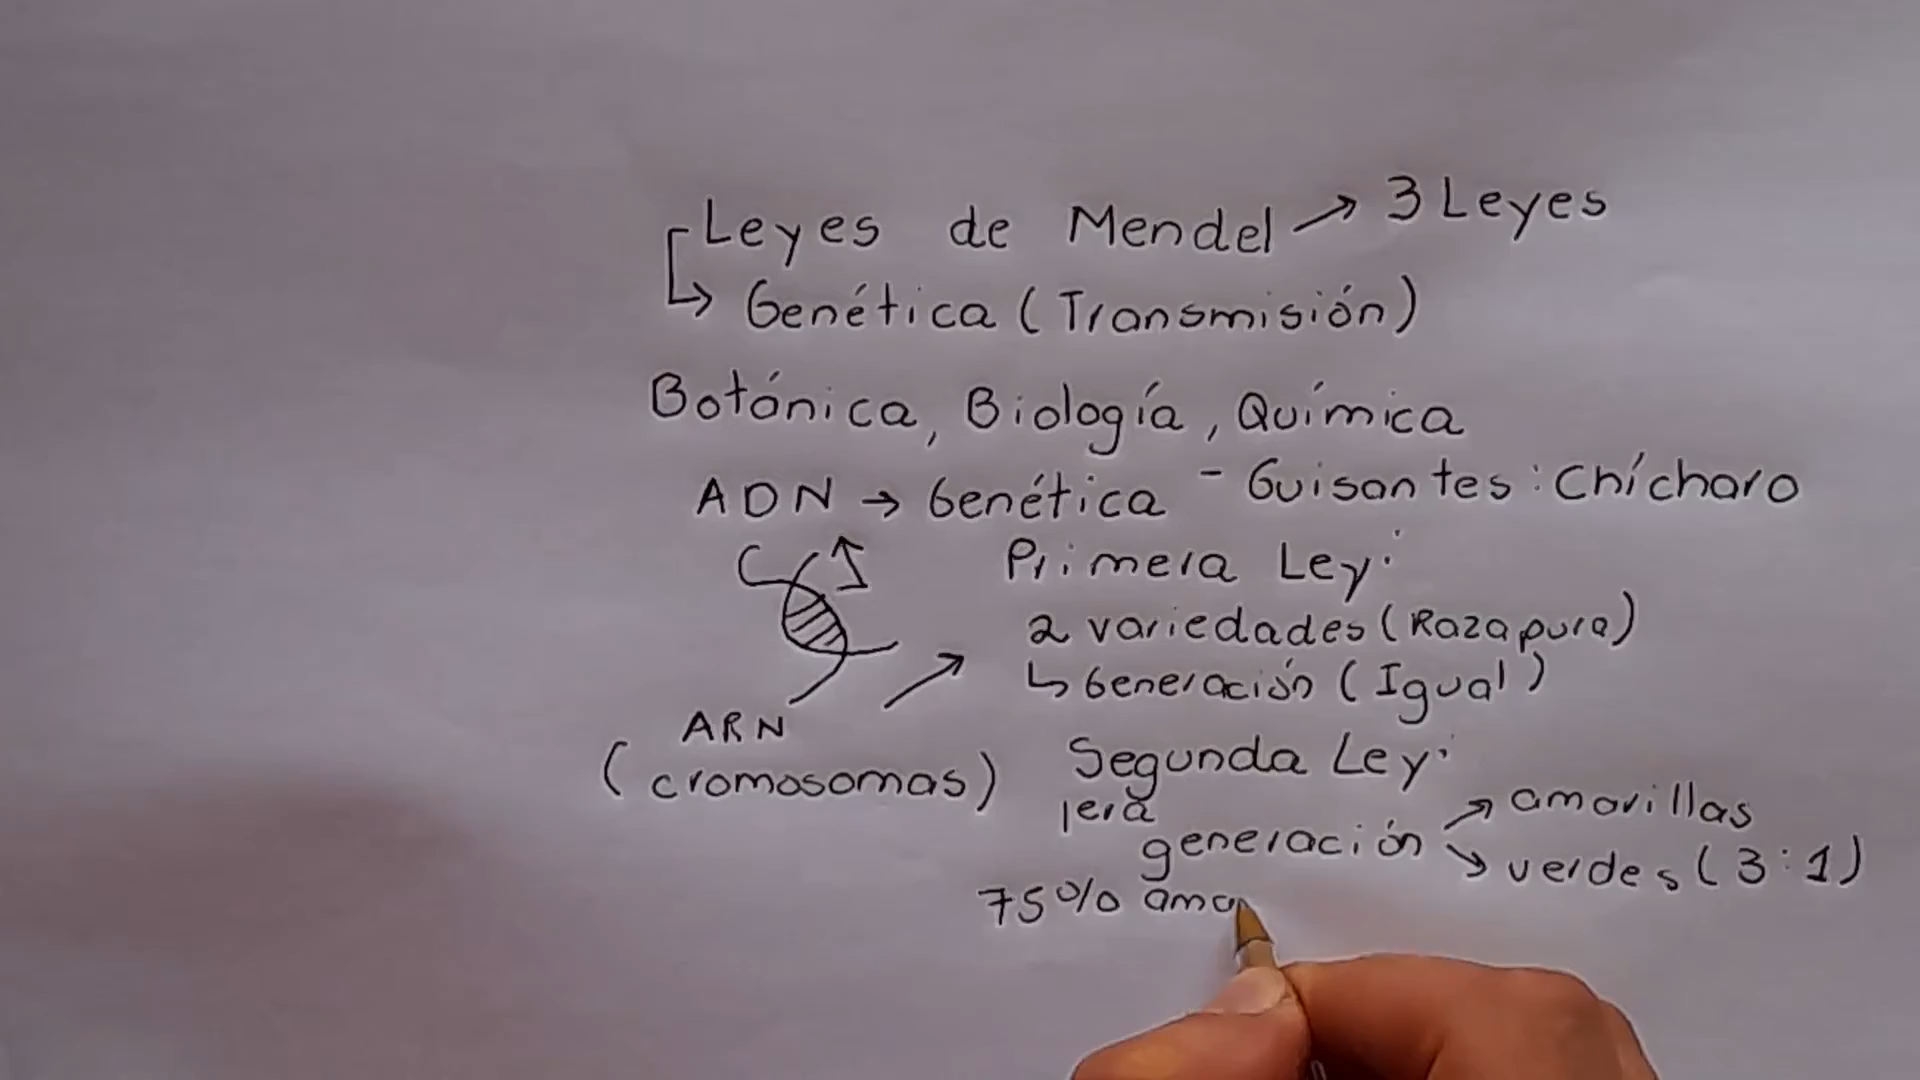 Leyes de Mendel → 3 Leyes
↳ Genética (Transmisión)
Botánica, Biología, Química
ADN → Genética - Guisantes: Chícharo
Primera Ley:
2 variedades (Raza pura)
↳ Generación (Igual)
ARN
(cromosomas)
Segunda Ley:
1era generación → amarillas
→ verdes (3:1)
75% ama